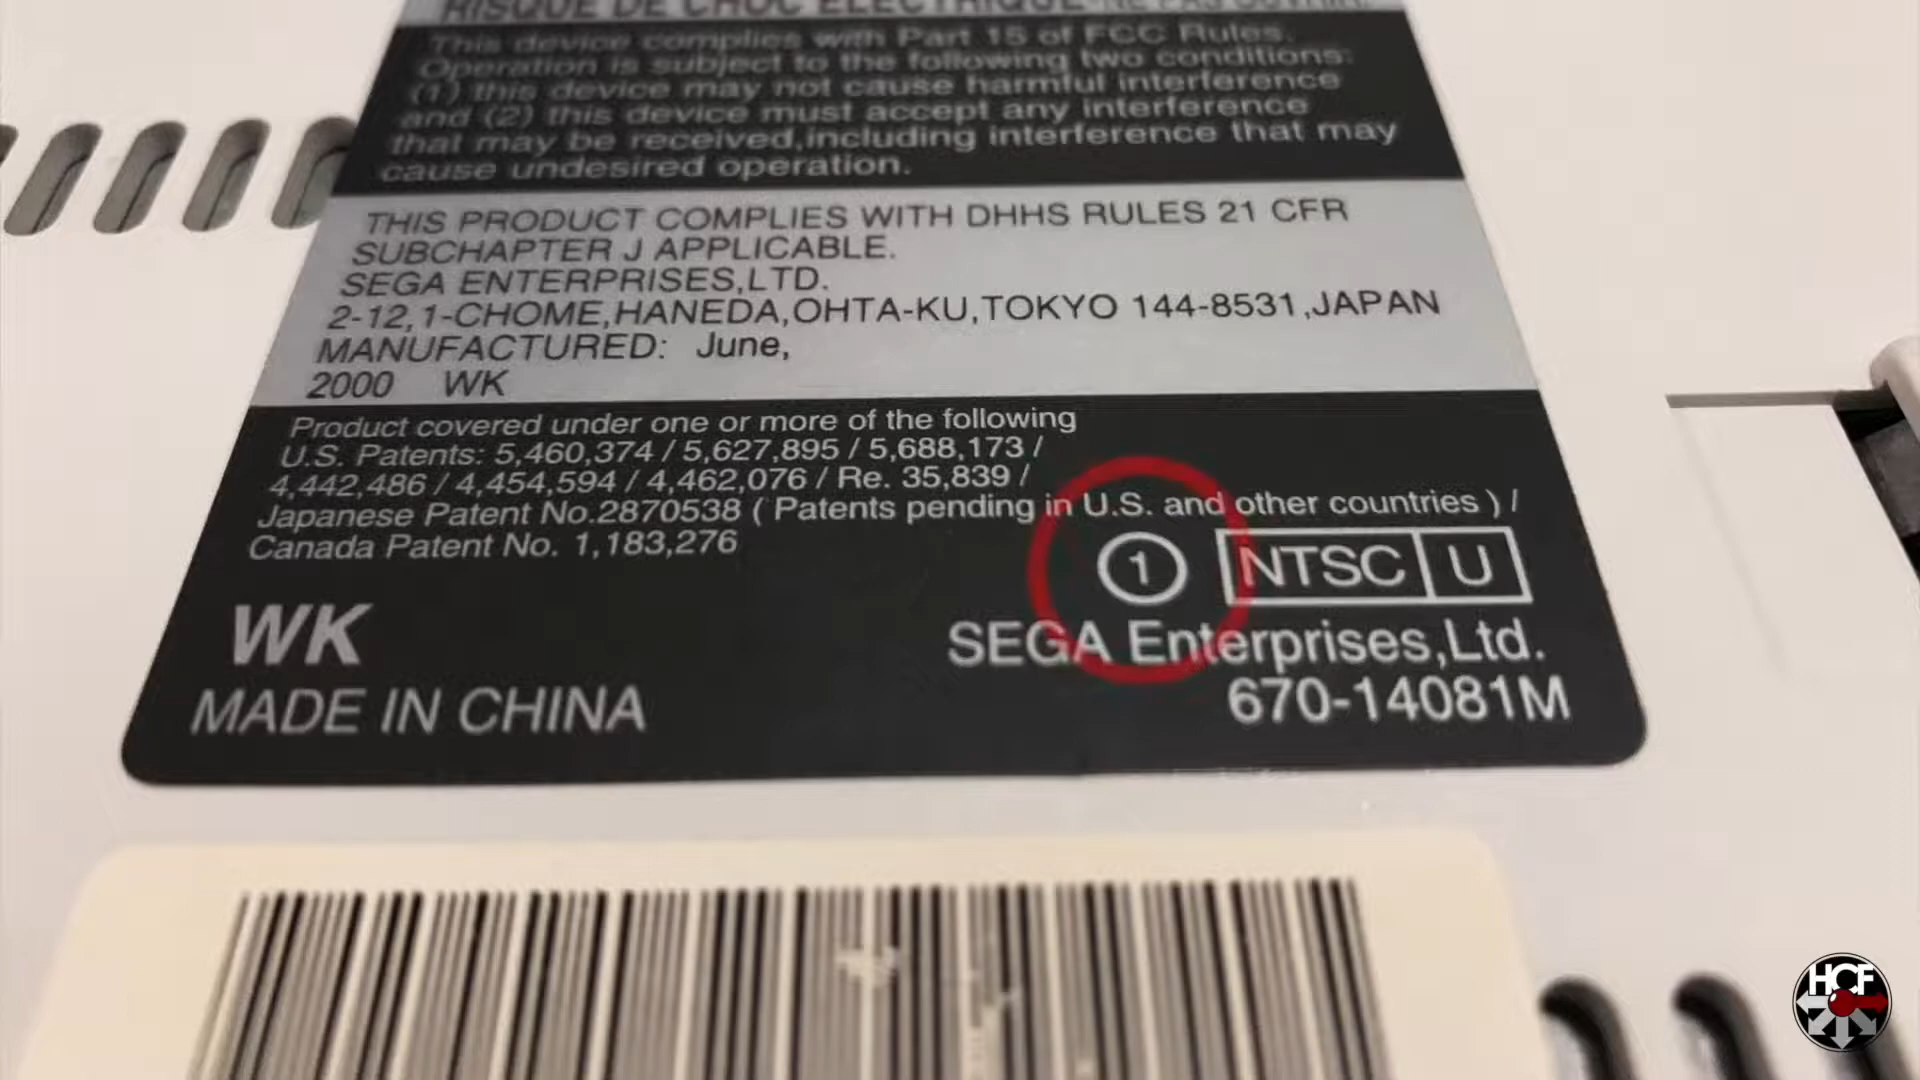 RISQUE DE CHOC ELECTRIQUE-NE PAS OUVRIR.
This device complies with Part 15 of FCC Rules.
Operation is subject to the following two conditions:
(1) this device may not cause harmful interference
and (2) this device must accept any interference
that may be received,including interference that may
cause undesired operation.
THIS PRODUCT COMPLIES WITH DHHS RULES 21 CFR
SUBCHAPTER J APPLICABLE.
SEGA ENTERPRISES,LTD.
2-12,1-CHOME,HANEDA,OHTA-KU,TOKYO 144-8531,JAPAN
MANUFACTURED: June,
2000 WK
Product covered under one or more of the following
U.S. Patents: 5,460,374 / 5,627,895 / 5,688,173 /
4,442,486 / 4,454,594 / 4,462,076 / Re. 35,839 /
Japanese Patent No.2870538 ( Patents pending in U.S. and other countries ) /
Canada Patent No. 1,183,276
1 NTSC U
WK
SEGA Enterprises,Ltd.
MADE IN CHINA
670-14081M
HCF